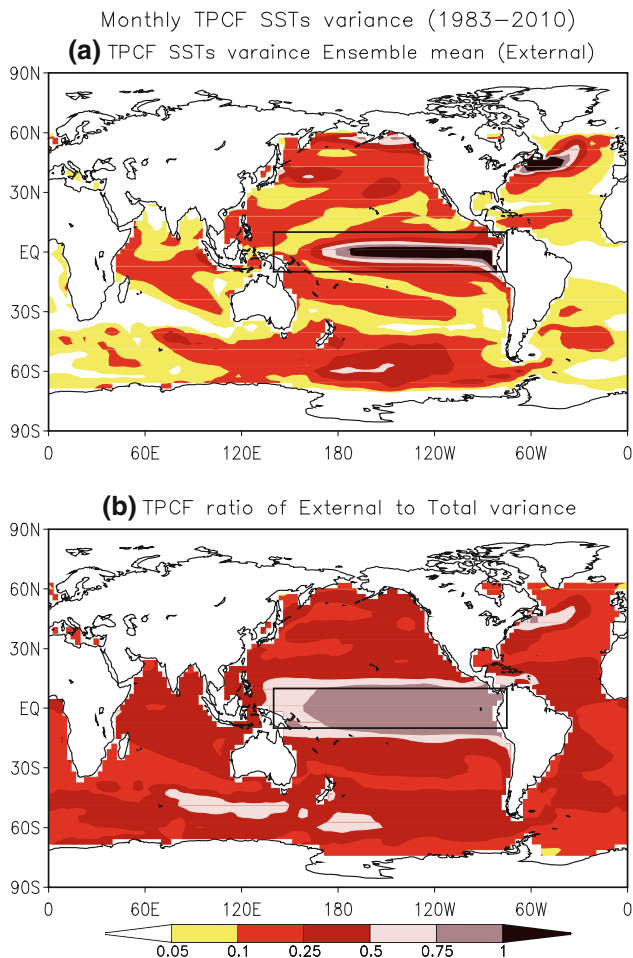 Monthly TPCF SSTs variance (1983−2010)
(a) TPCF SSTs varaince Ensemble mean (External)
90N
60N
30N
EQ
30S
60S
90S
0 60E 120E 180 120W 60W 0
(b) TPCF ratio of External to Total variance
90N
60N
30N
EQ
30S
60S
90S
0 60E 120E 180 120W 60W 0
0.05 0.1 0.25 0.5 0.75 1